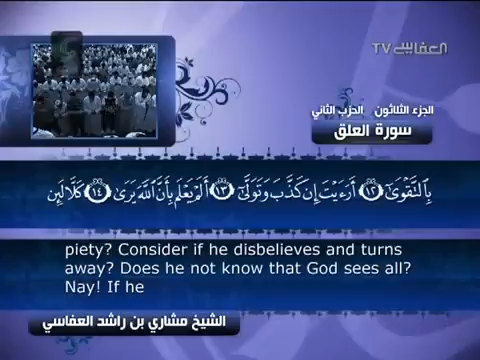 العفاسي TV
الجزء الثلاثون الحزب الثاني
سورة العلق
بِٱلتَّقْوَىٰٓ ١٢ أَرَءَيْتَ إِن كَذَّبَ وَتَوَلَّىٰٓ ١٣ أَلَمْ يَعْلَم بِأَنَّ ٱللَّهَ يَرَىٰ ١٤ كَلَّا لَئِن
piety? Consider if he disbelieves and turns
away? Does he not know that God sees all?
Nay! If he
الشيخ مشاري بن راشد العفاسي